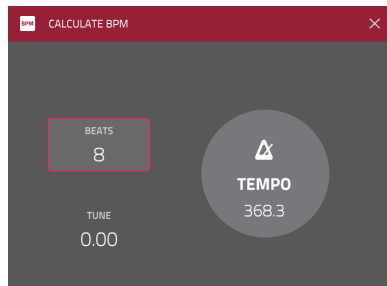 BPM CALCULATE BPM
BEATS
8
TUNE
0.00
TEMPO
368.3